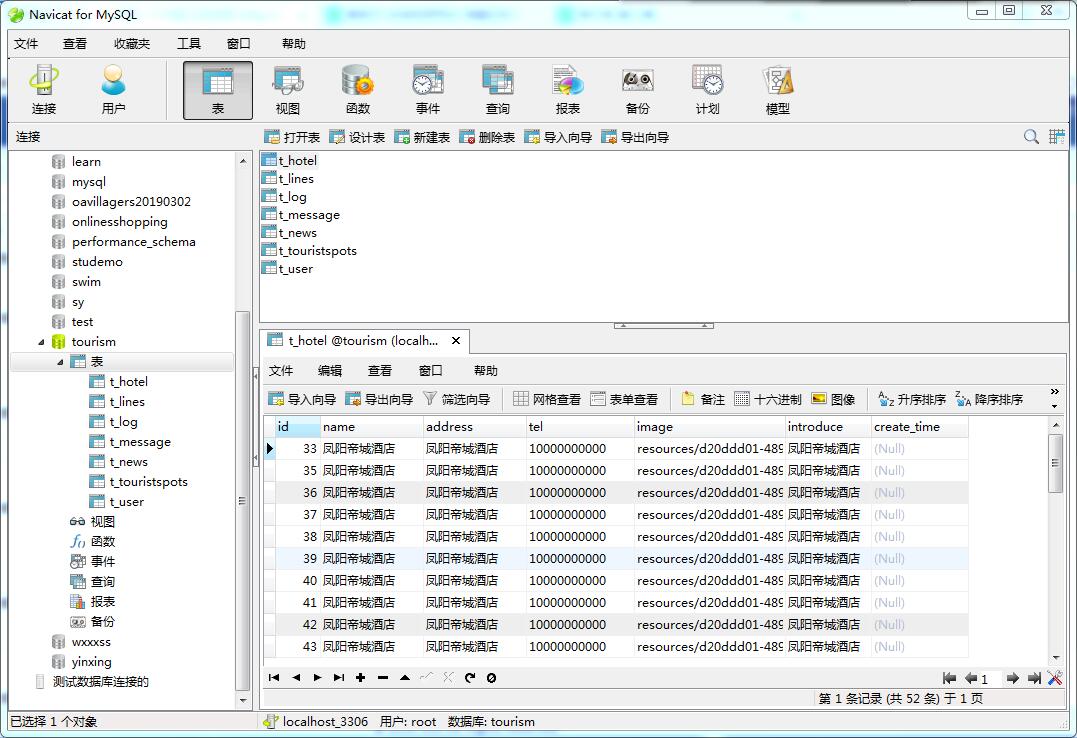 Navicat for MySQL
文件 查看 收藏夹 工具 窗口 帮助
连接 用户 表 视图 函数 事件 查询 报表 备份 计划 模型
连接
打开表 设计表 新建表 删除表 导入向导 导出向导
learn
mysql
oavillagers20190302
onlinesshopping
performance_schema
studemo
swim
sy
test
tourism
表
t_hotel
t_lines
t_log
t_message
t_news
t_touristspots
t_user
视图
函数
事件
查询
报表
备份
wxxxss
yinxing
测试数据库连接的
t_hotel
t_lines
t_log
t_message
t_news
t_touristspots
t_user
t_hotel @tourism (localh...
文件 编辑 查看 窗口 帮助
导入向导 导出向导 筛选向导 网格查看 表单查看 备注 十六进制 图像 升序排序 降序排序
id name address tel image introduce create_time
33 凤阳帝城酒店 凤阳帝城酒店 10000000000 resources/d20ddd01-489 凤阳帝城酒店 (Null)
35 凤阳帝城酒店 凤阳帝城酒店 10000000000 resources/d20ddd01-489 凤阳帝城酒店 (Null)
36 凤阳帝城酒店 凤阳帝城酒店 10000000000 resources/d20ddd01-489 凤阳帝城酒店 (Null)
37 凤阳帝城酒店 凤阳帝城酒店 10000000000 resources/d20ddd01-489 凤阳帝城酒店 (Null)
38 凤阳帝城酒店 凤阳帝城酒店 10000000000 resources/d20ddd01-489 凤阳帝城酒店 (Null)
39 凤阳帝城酒店 凤阳帝城酒店 10000000000 resources/d20ddd01-489 凤阳帝城酒店 (Null)
40 凤阳帝城酒店 凤阳帝城酒店 10000000000 resources/d20ddd01-489 凤阳帝城酒店 (Null)
41 凤阳帝城酒店 凤阳帝城酒店 10000000000 resources/d20ddd01-489 凤阳帝城酒店 (Null)
42 凤阳帝城酒店 凤阳帝城酒店 10000000000 resources/d20ddd01-489 凤阳帝城酒店 (Null)
43 凤阳帝城酒店 凤阳帝城酒店 10000000000 resources/d20ddd01-489 凤阳帝城酒店 (Null)
1
第 1 条记录 (共 52 条) 于 1 页
已选择 1 个对象 localhost_3306 用户: root 数据库: tourism